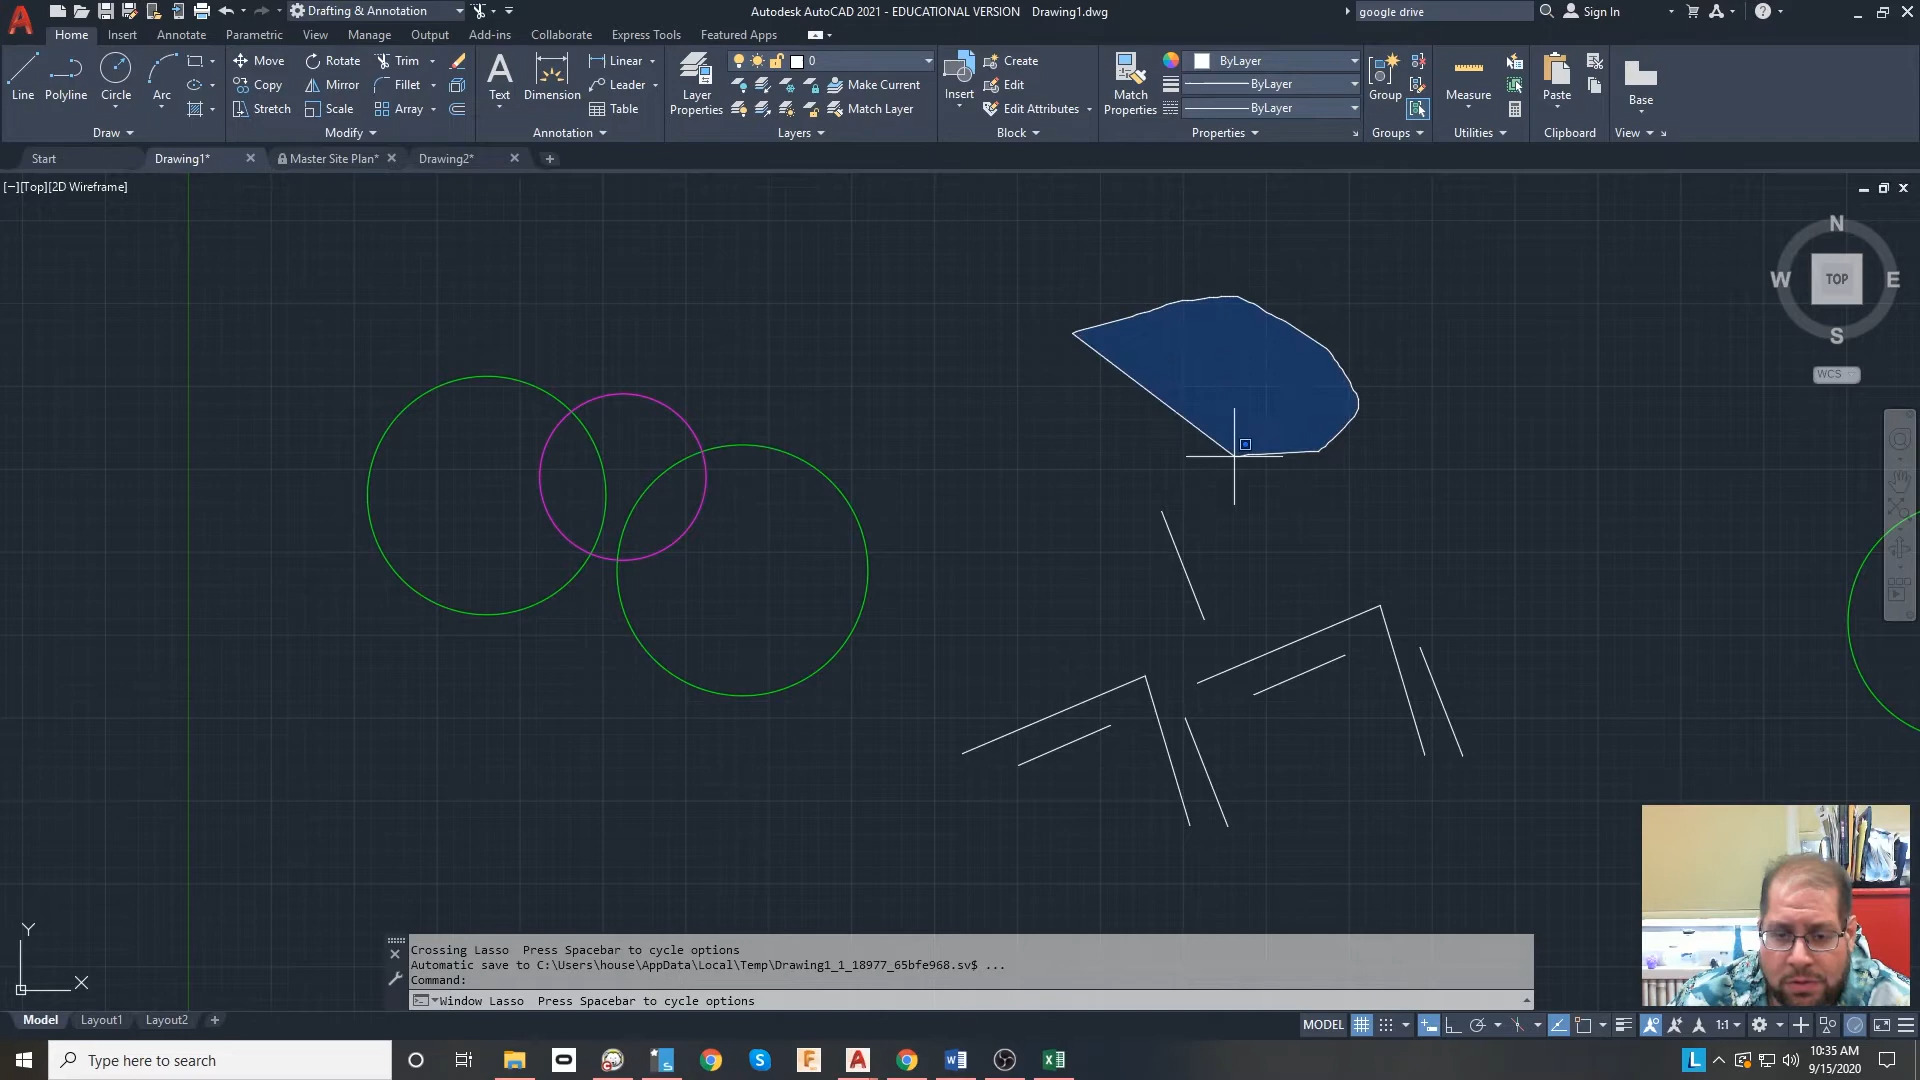 Drafting & Annotation
Autodesk AutoCAD 2021 - EDUCATIONAL VERSION Drawing1.dwg
google drive
Sign In
Home Insert Annotate Parametric View Manage Output Add-ins Collaborate Express Tools Featured Apps
Line Polyline Circle Arc
Move Rotate Trim
Copy Mirror Fillet
Stretch Scale Array
Text Dimension
Linear
Leader
Table
Layer Properties
0
Make Current
Match Layer
Insert
Create
Edit
Edit Attributes
Match Properties
ByLayer
ByLayer
ByLayer
Group
Measure
Paste
Base
Draw Modify Annotation Layers Block Properties Groups Utilities Clipboard View
Start Drawing1* Master Site Plan* Drawing2*
[−][Top][2D Wireframe]
N
W TOP E
S
WCS
Y
X
Crossing Lasso Press Spacebar to cycle options
Automatic save to C:\Users\house\AppData\Local\Temp\Drawing1_1_18977_65bfe968.sv$ ...
Command:
Window Lasso Press Spacebar to cycle options
Model Layout1 Layout2
MODEL 1:1
Type here to search
10:35 AM
9/15/2020